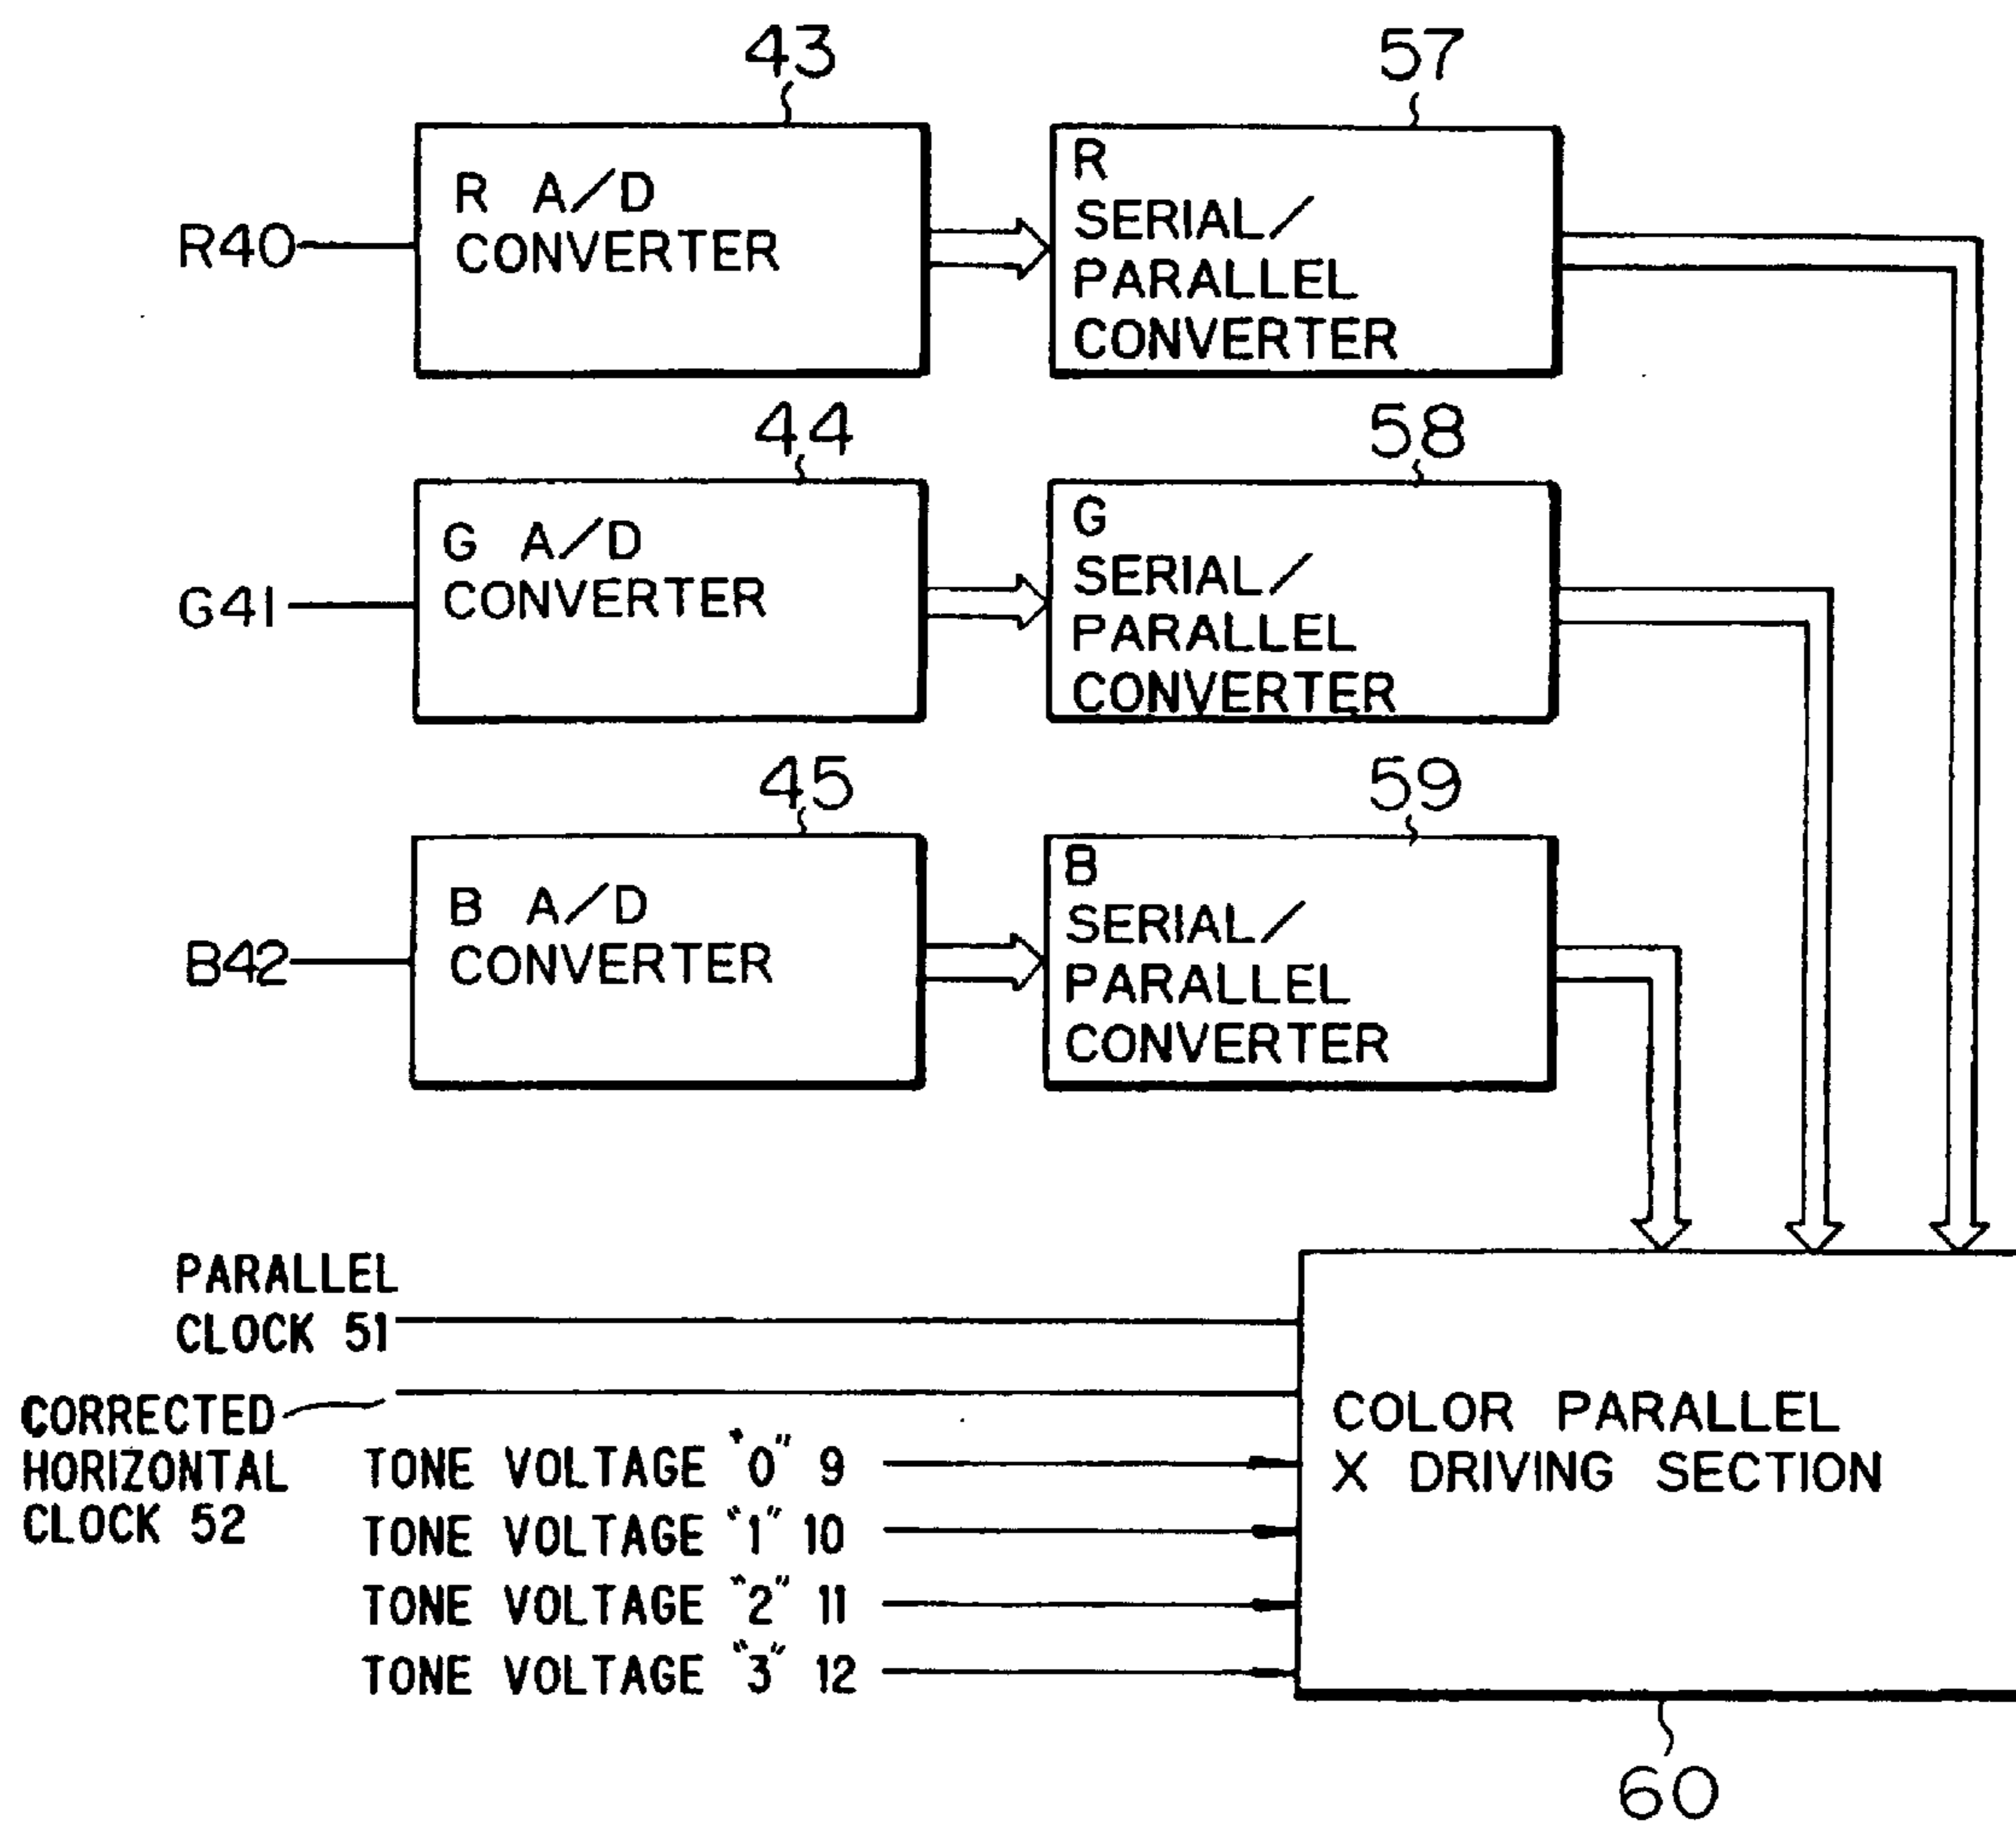 43
57
R A/D
CONVERTER
R
SERIAL/
PARALLEL
CONVERTER
R40
44
58
G A/D
CONVERTER
G
SERIAL/
PARALLEL
CONVERTER
G41
45
59
B A/D
CONVERTER
B
SERIAL/
PARALLEL
CONVERTER
B42
PARALLEL
CLOCK 51
CORRECTED
HORIZONTAL
CLOCK 52
TONE VOLTAGE "0" 9
TONE VOLTAGE "1" 10
TONE VOLTAGE "2" 11
TONE VOLTAGE "3" 12
COLOR PARALLEL
X DRIVING SECTION
60